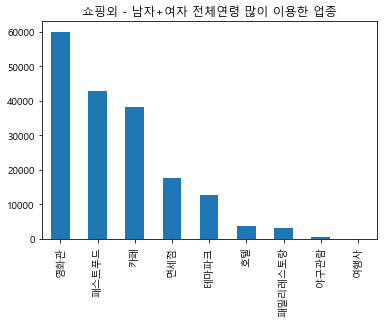 쇼핑외 - 남자+여자 전체연령 많이 이용한 업종
60000
50000
40000
30000
20000
10000
0
영화관
패스트푸드
카페
면세점
테마파크
호텔
패밀리레스토랑
야구관람
여행사